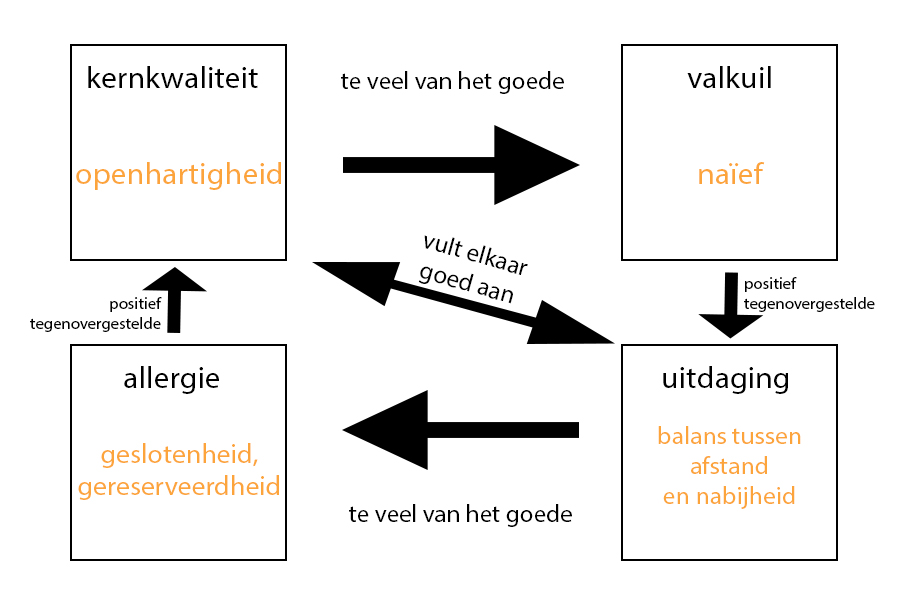 kernkwaliteit
te veel van het goede
valkuil
openhartigheid
naïef
vult elkaar
goed aan
positief
tegenovergestelde
positief
tegenovergestelde
allergie
uitdaging
geslotenheid,
gereserveerdheid
balans tussen
afstand
en nabijheid
te veel van het goede